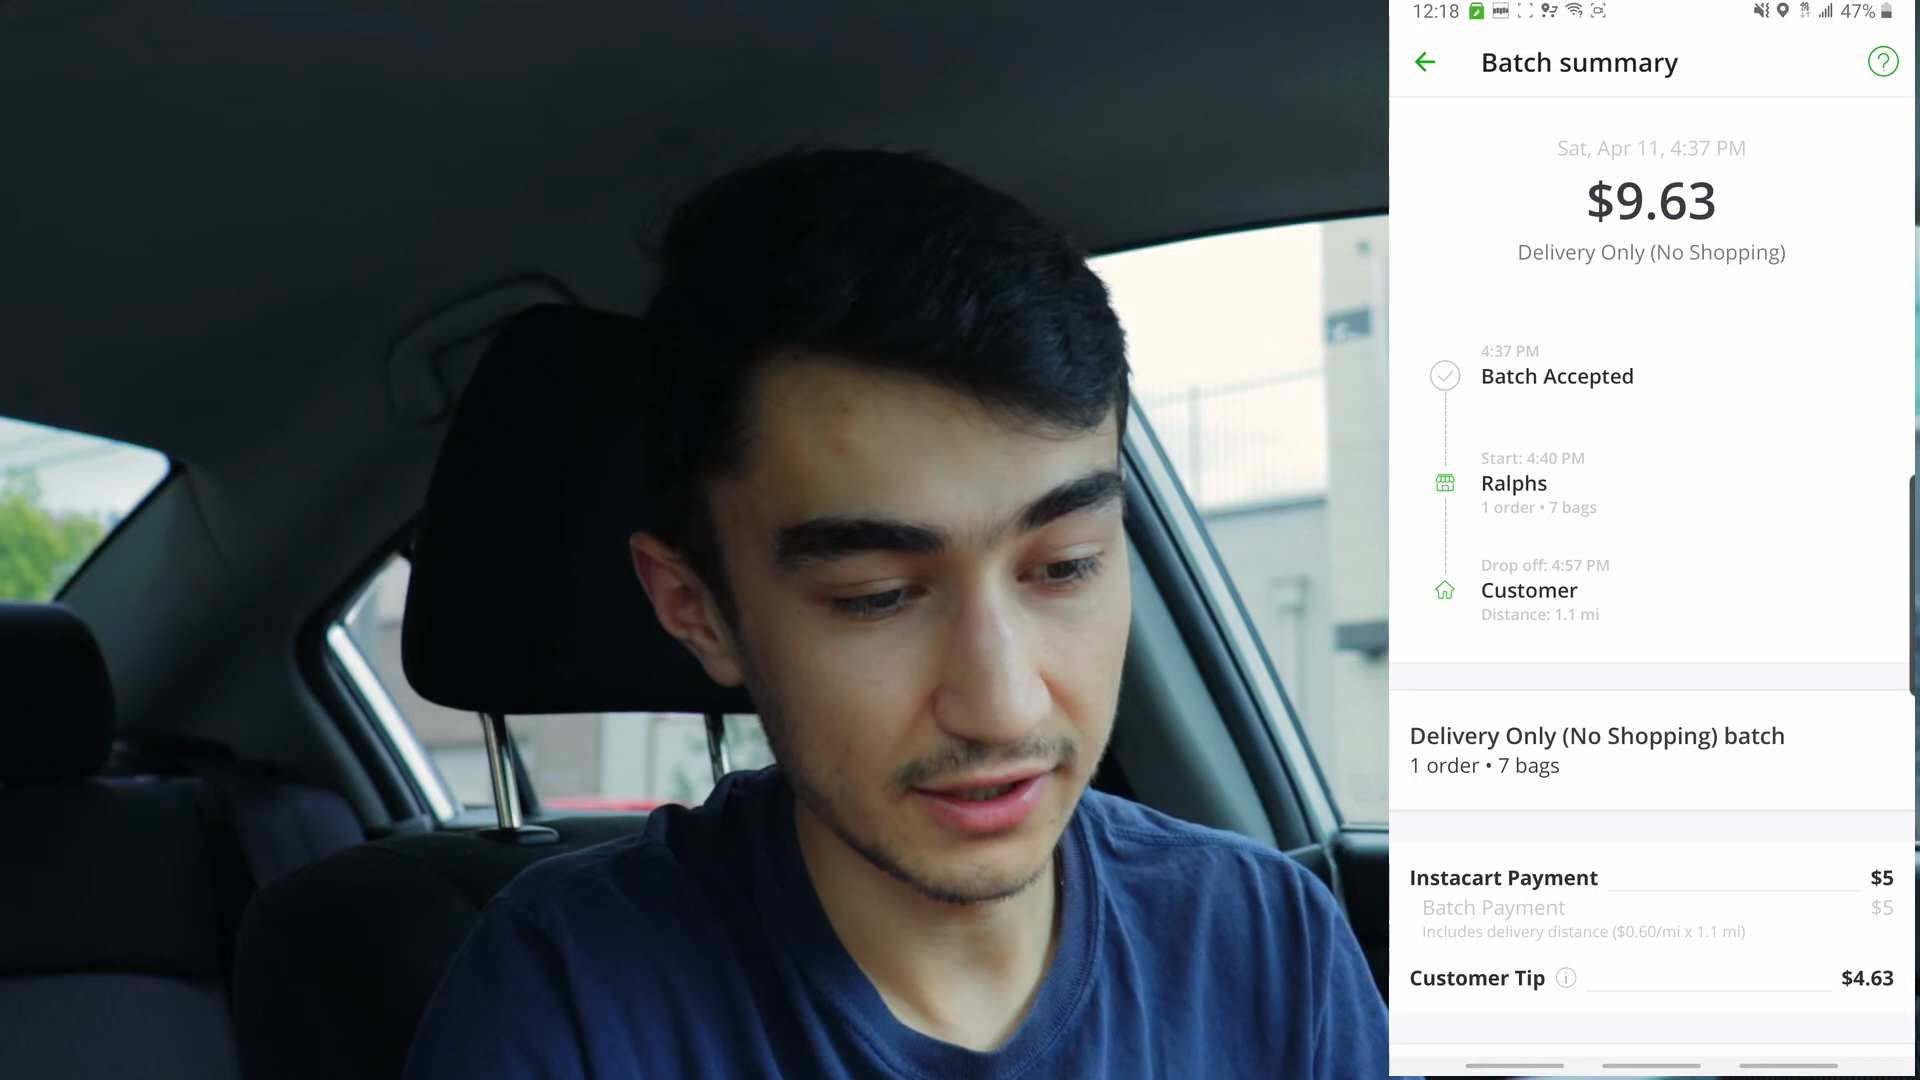 12:18
47%
Batch summary
Sat, Apr 11, 4:37 PM
$9.63
Delivery Only (No Shopping)
4:37 PM
Batch Accepted
Start: 4:40 PM
Ralphs
1 order • 7 bags
Drop off: 4:57 PM
Customer
Distance: 1.1 mi
Delivery Only (No Shopping) batch
1 order • 7 bags
Instacart Payment $5
Batch Payment $5
Includes delivery distance ($0.60/mi x 1.1 mi)
Customer Tip $4.63